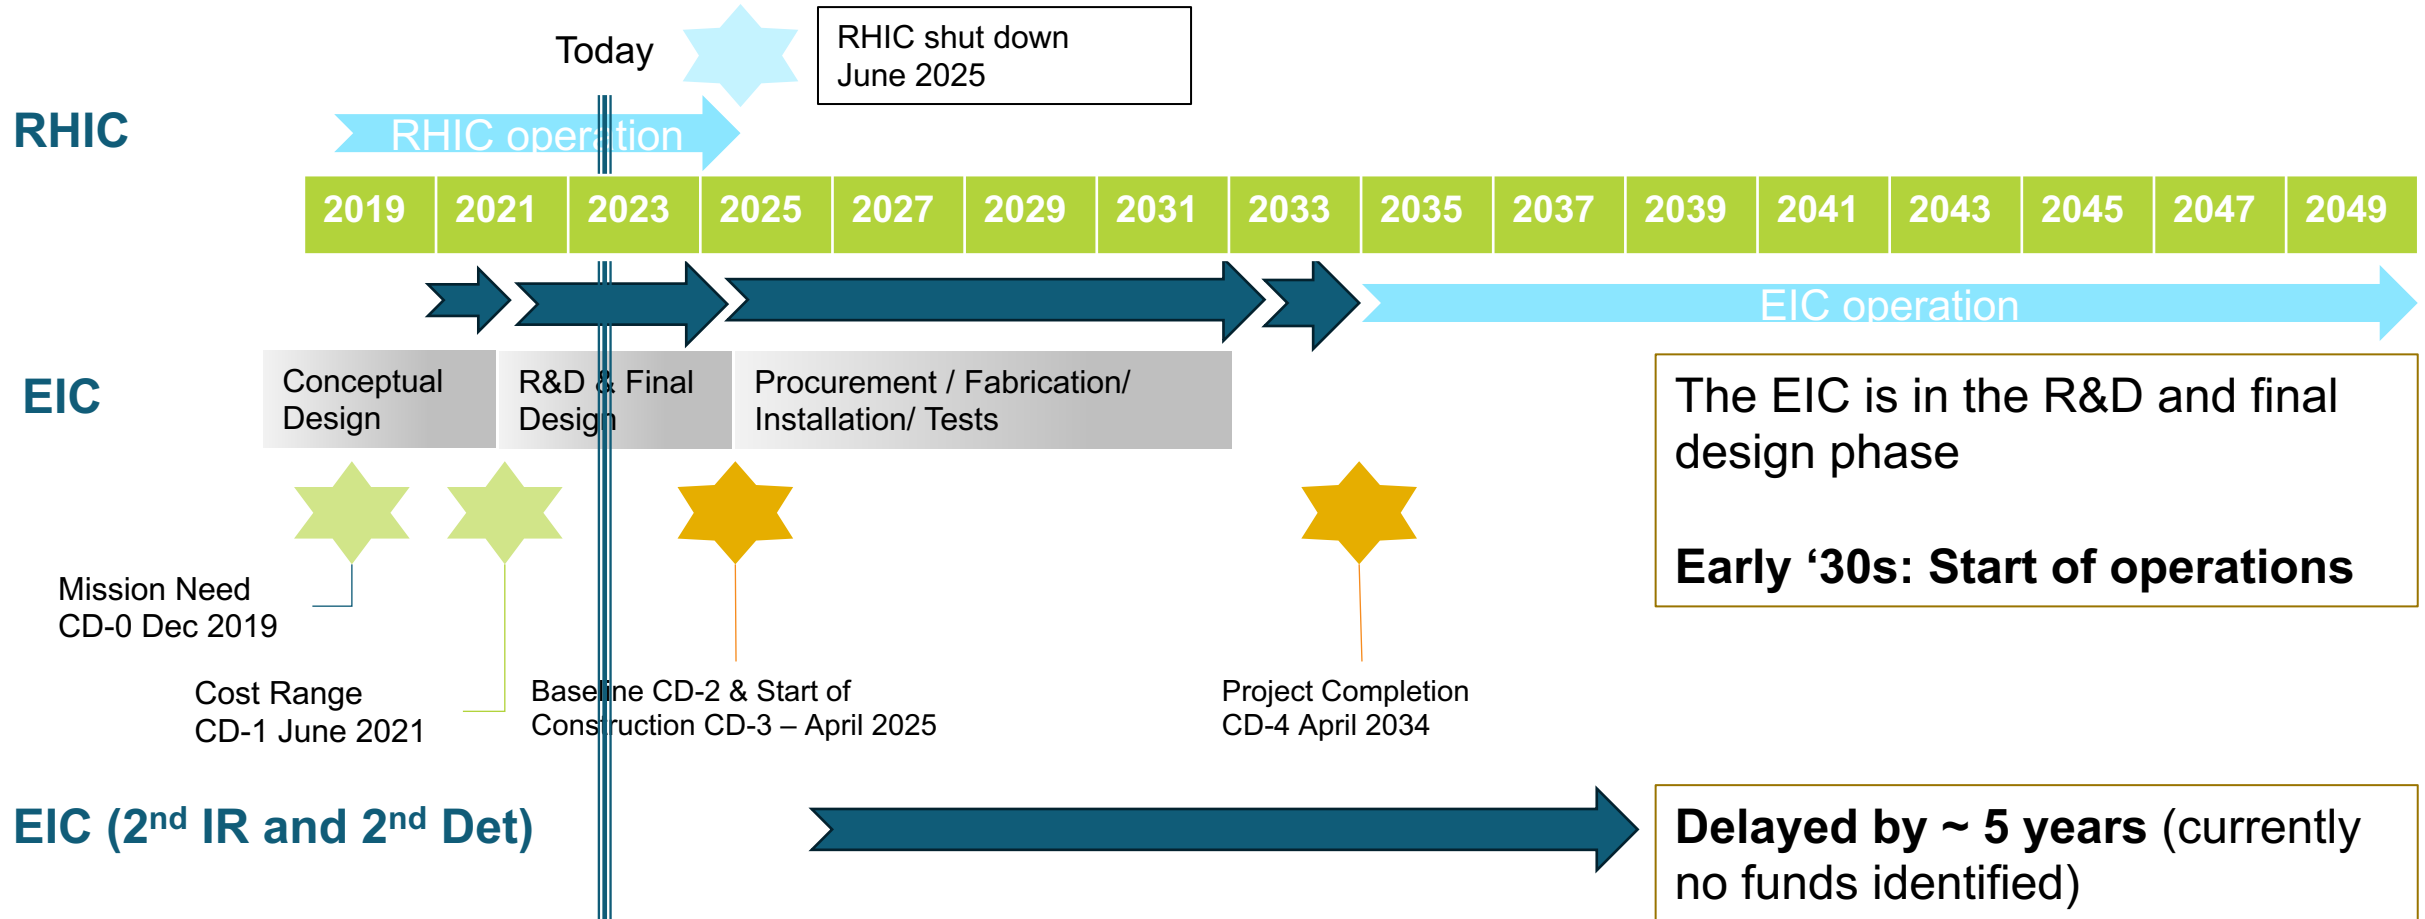 Today
RHIC shut down
June 2025
RHIC
RHIC operation
2019 2021 2023 2025 2027 2029 2031 2033 2035 2037 2039 2041 2043 2045 2047 2049
EIC operation
EIC
Conceptual
Design
R&D & Final
Design
Procurement / Fabrication/
Installation/ Tests
The EIC is in the R&D and final
design phase
Early ‘30s: Start of operations
Mission Need
CD-0 Dec 2019
Cost Range
CD-1 June 2021
Baseline CD-2 & Start of
Construction CD-3 – April 2025
Project Completion
CD-4 April 2034
EIC (2nd IR and 2nd Det)
Delayed by ~ 5 years (currently
no funds identified)